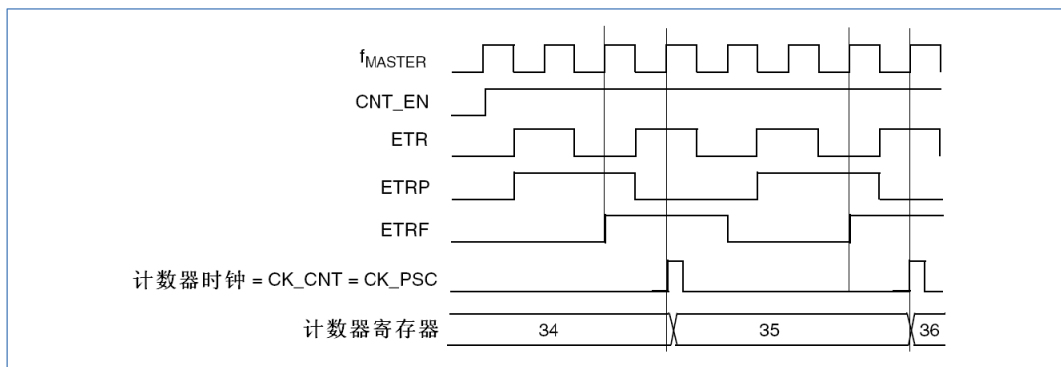 fMASTER
CNT_EN
ETR
ETRP
ETRF
计数器时钟 = CK_CNT = CK_PSC
计数器寄存器 34 35 36